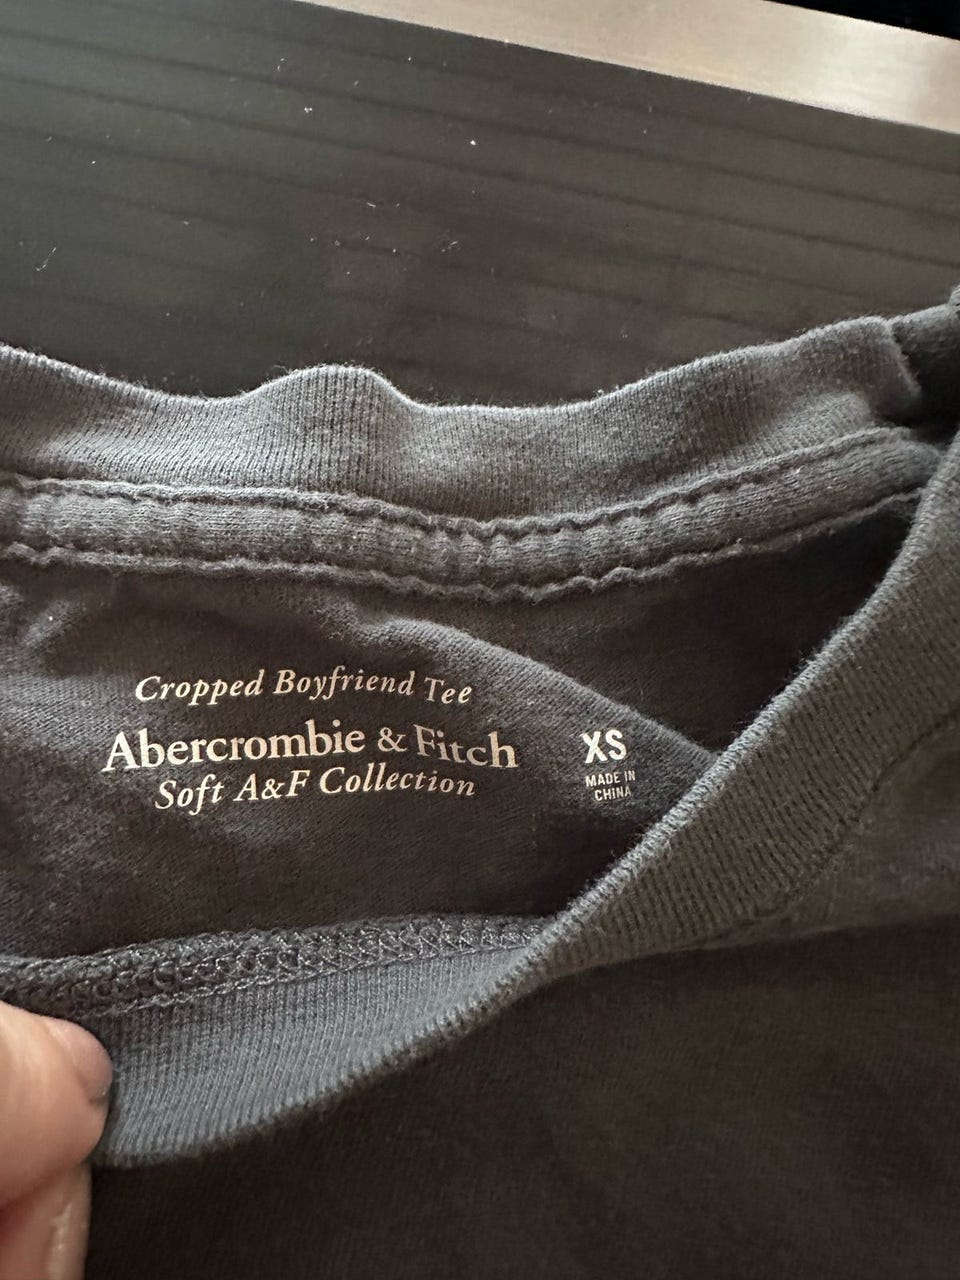 Cropped Boyfriend Tee
Abercrombie & Fitch
Soft A&F Collection
XS
MADE IN
CHINA